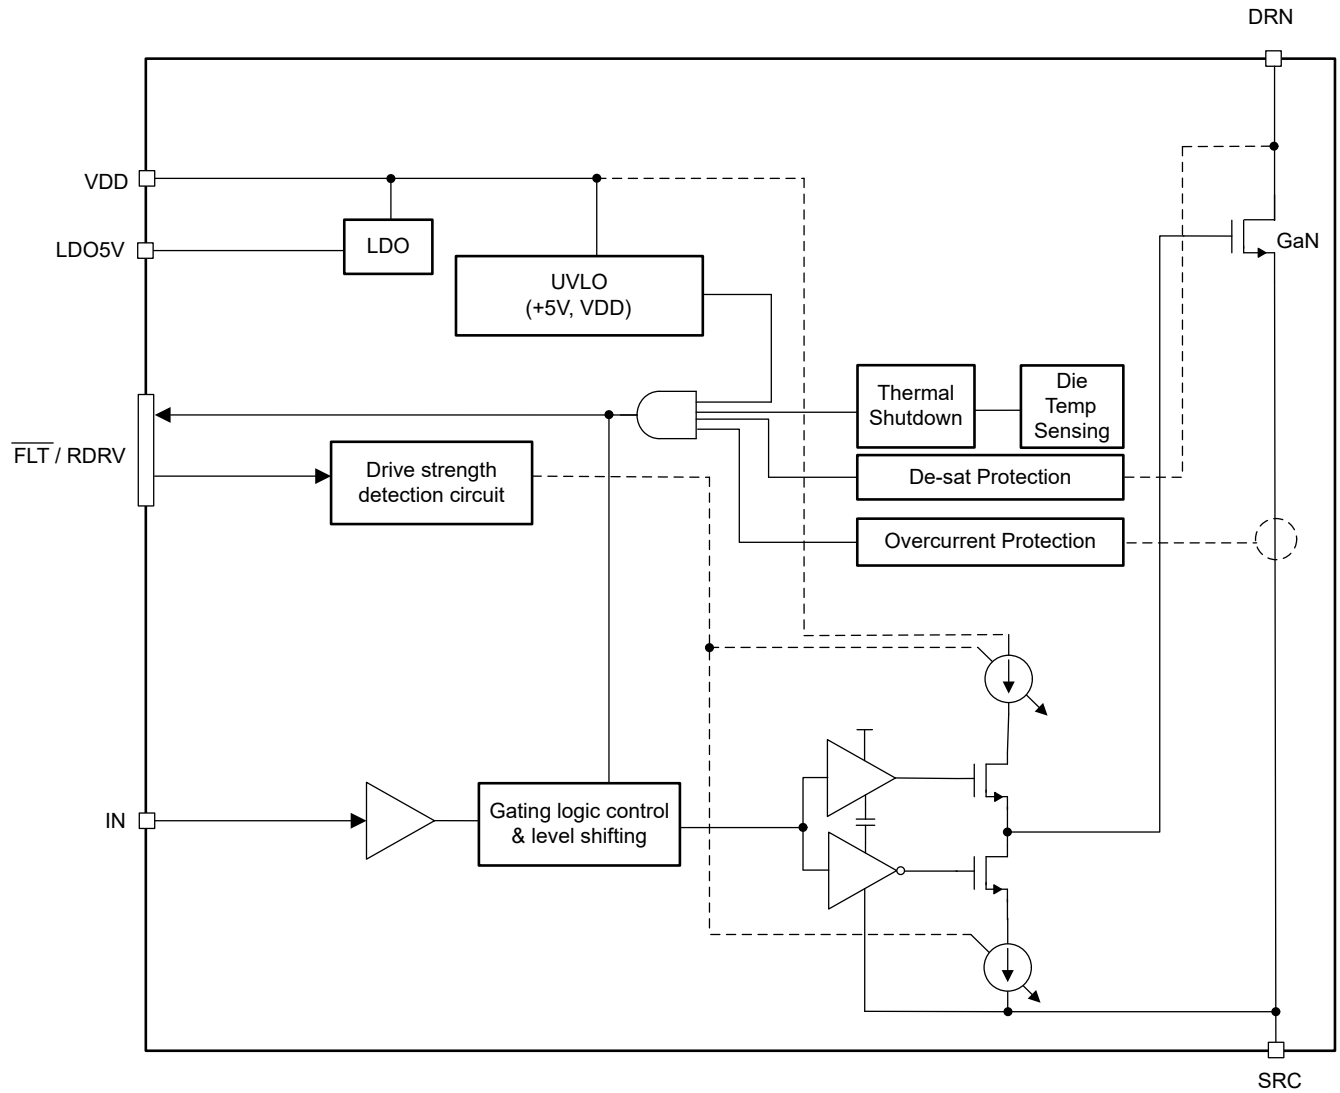 DRN
VDD
LDO5V
LDO
UVLO
(+5V, VDD)
GaN
Thermal
Shutdown
Die
Temp
Sensing
FLT / RDRV
Drive strength
detection circuit
De-sat Protection
Overcurrent Protection
IN
Gating logic control
& level shifting
SRC